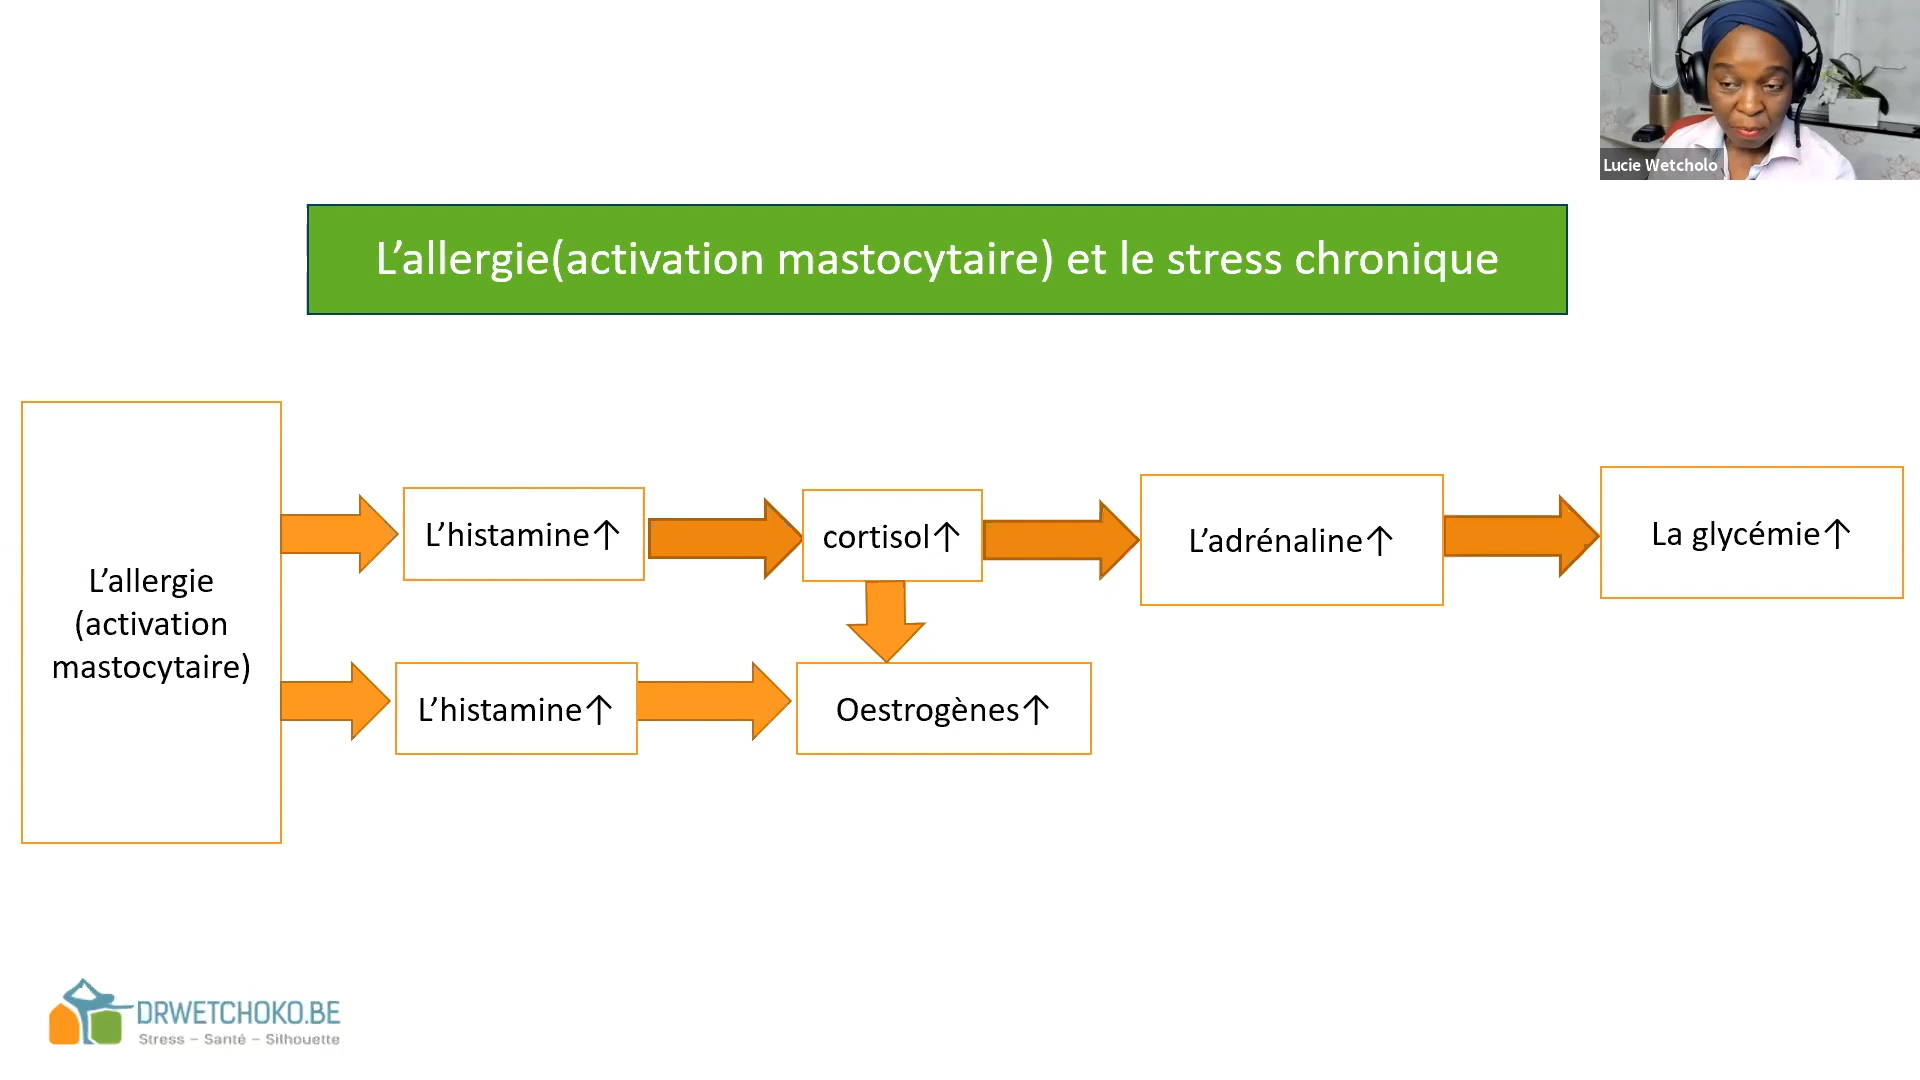 Lucie Wetcholo
L’allergie(activation mastocytaire) et le stress chronique
L’allergie
(activation
mastocytaire)
L’histamine↑
cortisol↑
L’adrénaline↑
La glycémie↑
L’histamine↑
Oestrogènes↑
DRWETCHOKO.BE
Stress – Santé – Silhouette